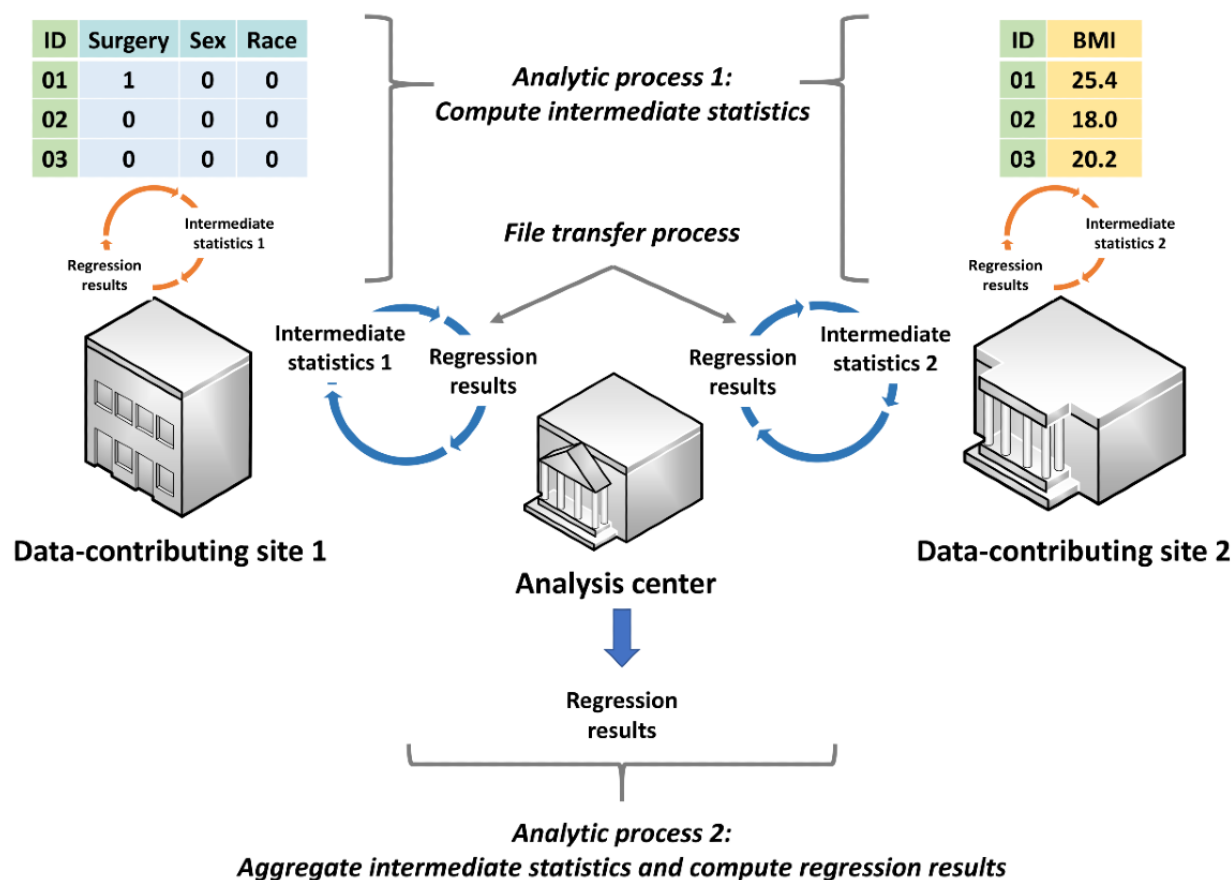 ID Surgery Sex Race
01 1 0 0
02 0 0 0
03 0 0 0
Analytic process 1:
Compute intermediate statistics
ID BMI
01 25.4
02 18.0
03 20.2
Intermediate
statistics 1
Regression
results
File transfer process
Intermediate
statistics 2
Regression
results
Intermediate
statistics 1
Regression
results
Regression
results
Intermediate
statistics 2
Data-contributing site 1
Analysis center
Data-contributing site 2
Regression
results
Analytic process 2:
Aggregate intermediate statistics and compute regression results